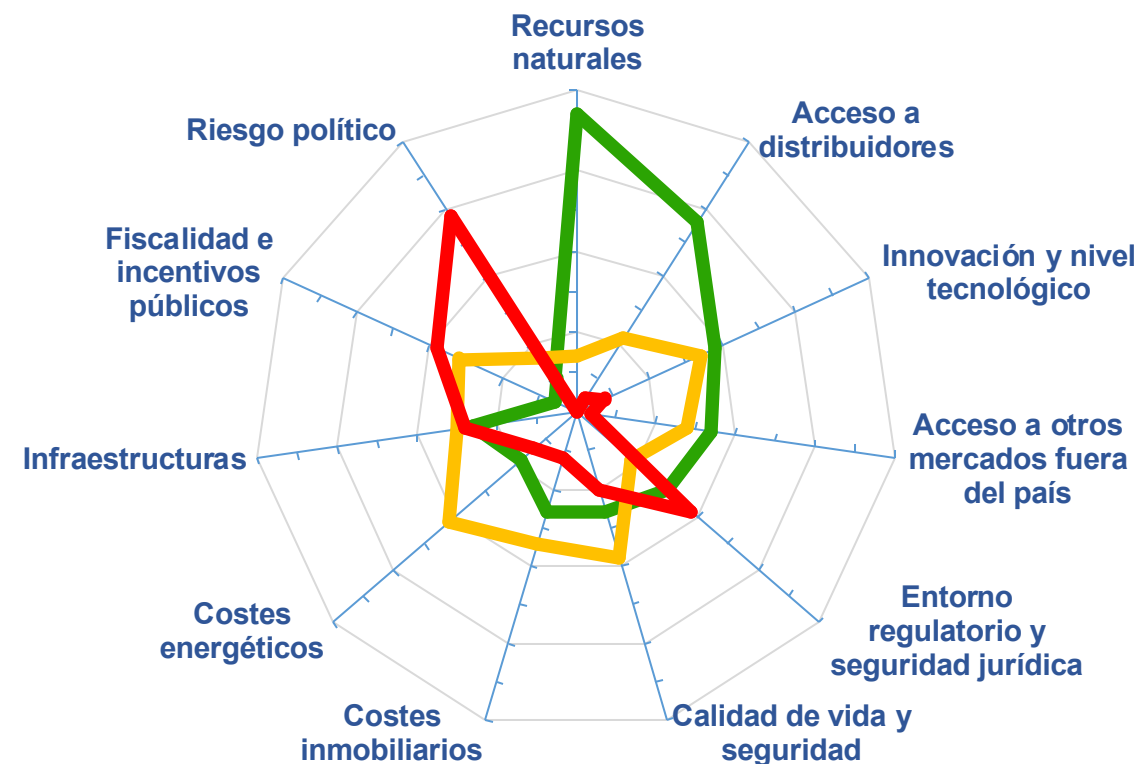 Recursos
naturales
Acceso a
distribuidores
Innovación y nivel
tecnológico
Acceso a otros
mercados fuera
del país
Entorno
regulatorio y
seguridad jurídica
Calidad de vida y
seguridad
Costes
inmobiliarios
Costes
energéticos
Infraestructuras
Fiscalidad e
incentivos
públicos
Riesgo político